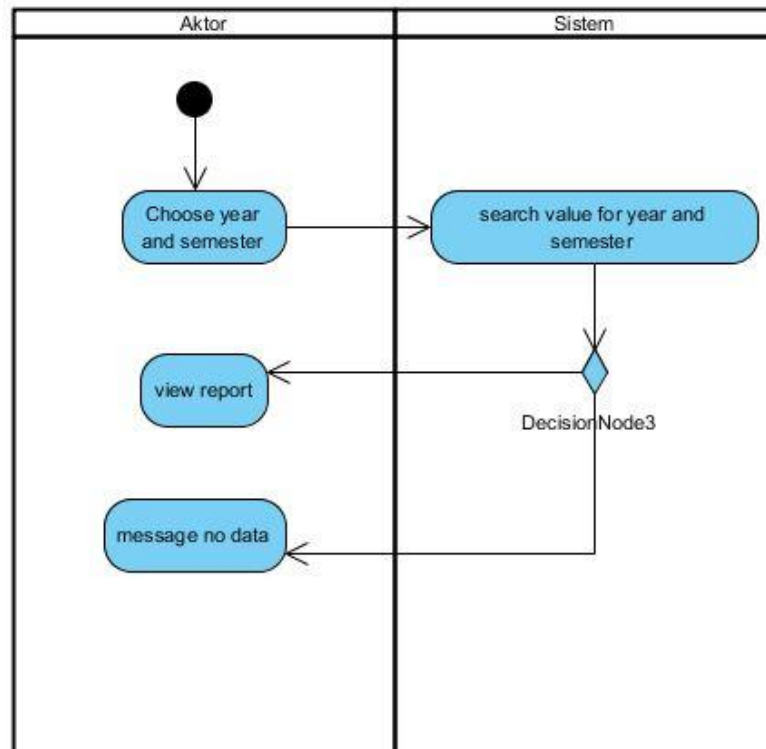 Aktor
Sistem
Choose year
and semester
search value for year and
semester
view report
DecisionNode3
message no data